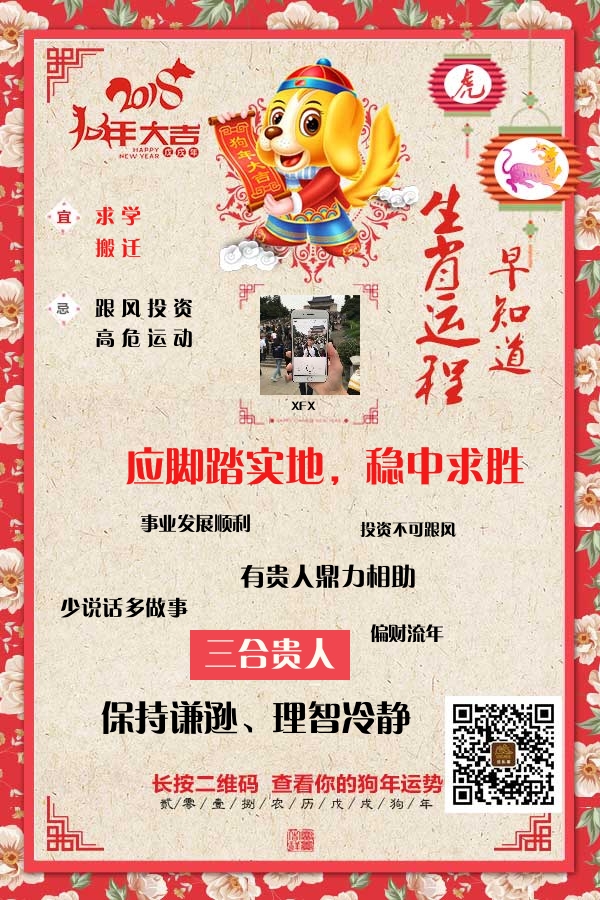 2018
狗年大吉
HAPPY
NEW YEAR 戊戌年
狗年大吉
虎
宜 求学
搬迁
忌 跟风投资
高危运动
生肖运程
早知道
XFX
HAPPY CHINESE NEW YEAR
应脚踏实地，稳中求胜
事业发展顺利
投资不可跟风
有贵人鼎力相助
少说话多做事
偏财流年
三合贵人
保持谦逊、理智冷静
长按二维码 查看你的狗年运势
贰/零/壹/捌/农/历/戊/戌/狗/年